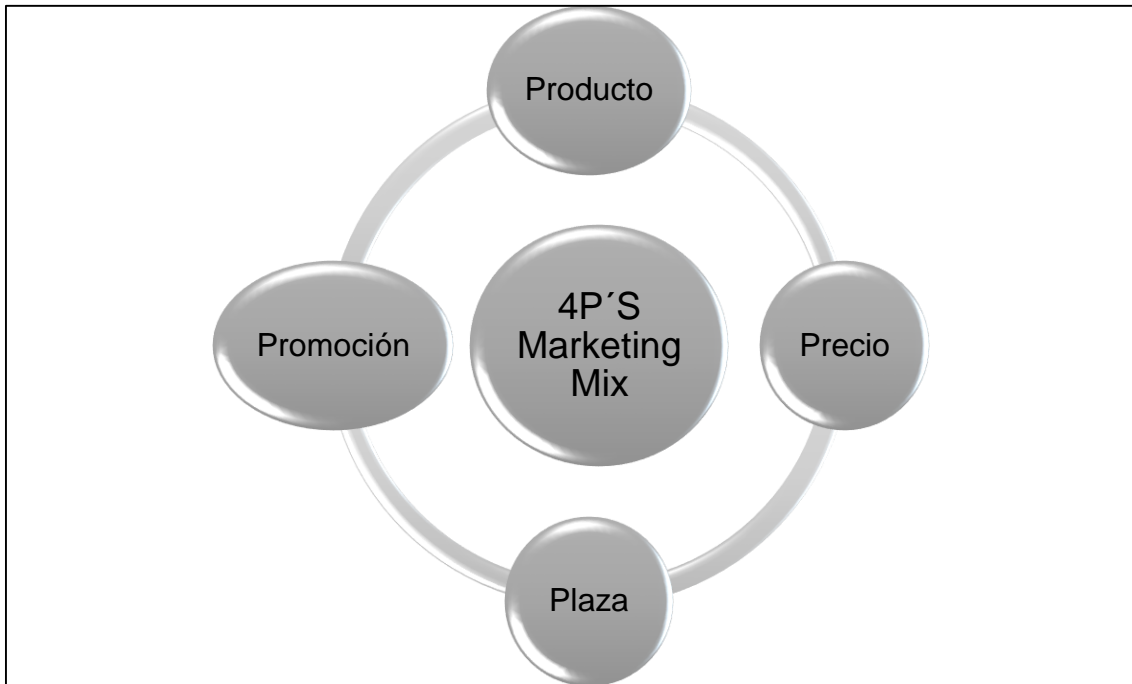 Producto
Promoción
4P´S
Marketing
Mix
Precio
Plaza